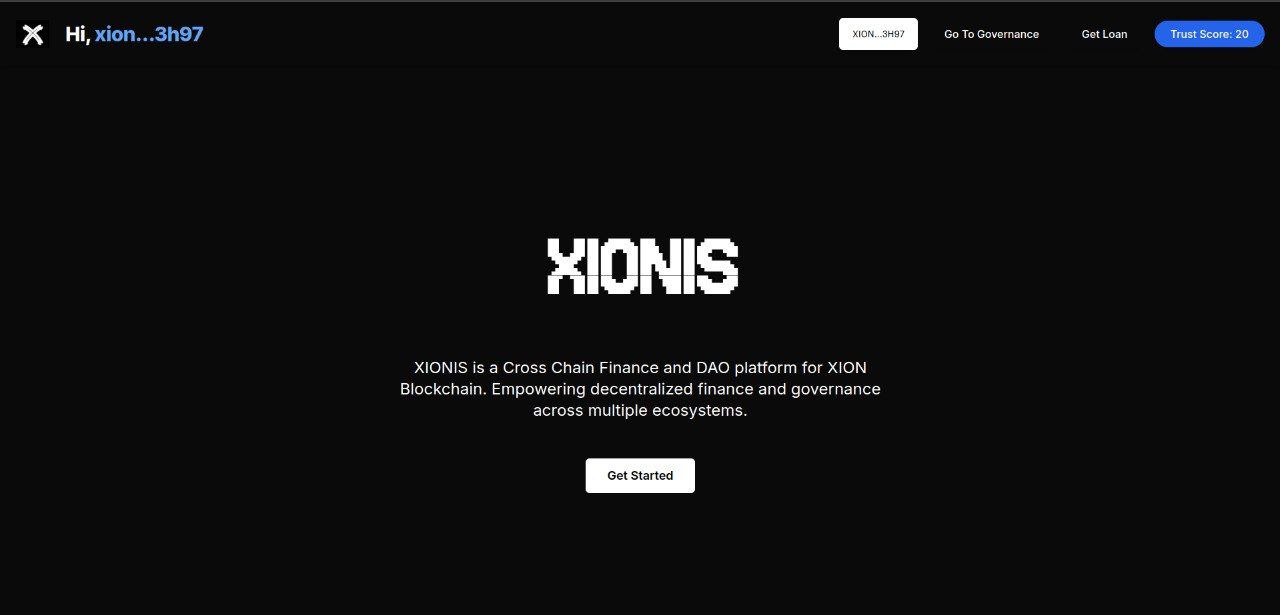 Hi, xion...3h97
XION...3H97
Go To Governance
Get Loan
Trust Score: 20
XIONIS
XIONIS is a Cross Chain Finance and DAO platform for XION
Blockchain. Empowering decentralized finance and governance
across multiple ecosystems.
Get Started